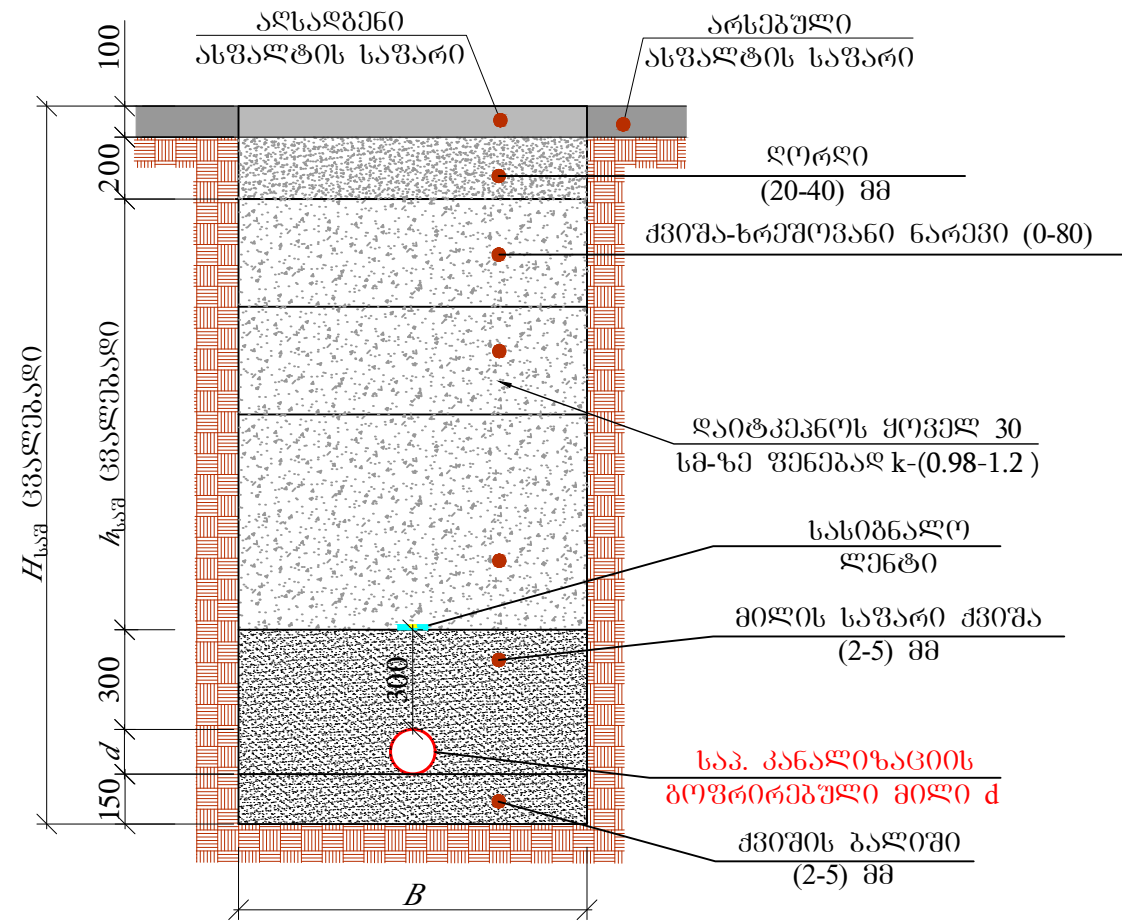 აღსადგენი
ასფალტის საფარი
არსებული
ასფალტის საფარი
100
200
ღორღი
(20-40) მმ
ქვიშა-ხრეშოვანი ნარევი (0-80)
Hსაშ ცვალებადი
hსაშ ცვალებადი
დაიტკეპნოს ყოველ 30
სმ-ზე ფენებად k-(0.98-1.2 )
სასიგნალო
ლენტი
მილის საფარი ქვიშა
(2-5) მმ
300
300
d
150
საკ. კანალიზაციის
გოფრირებული მილი d
ქვიშის ბალიში
(2-5) მმ
B